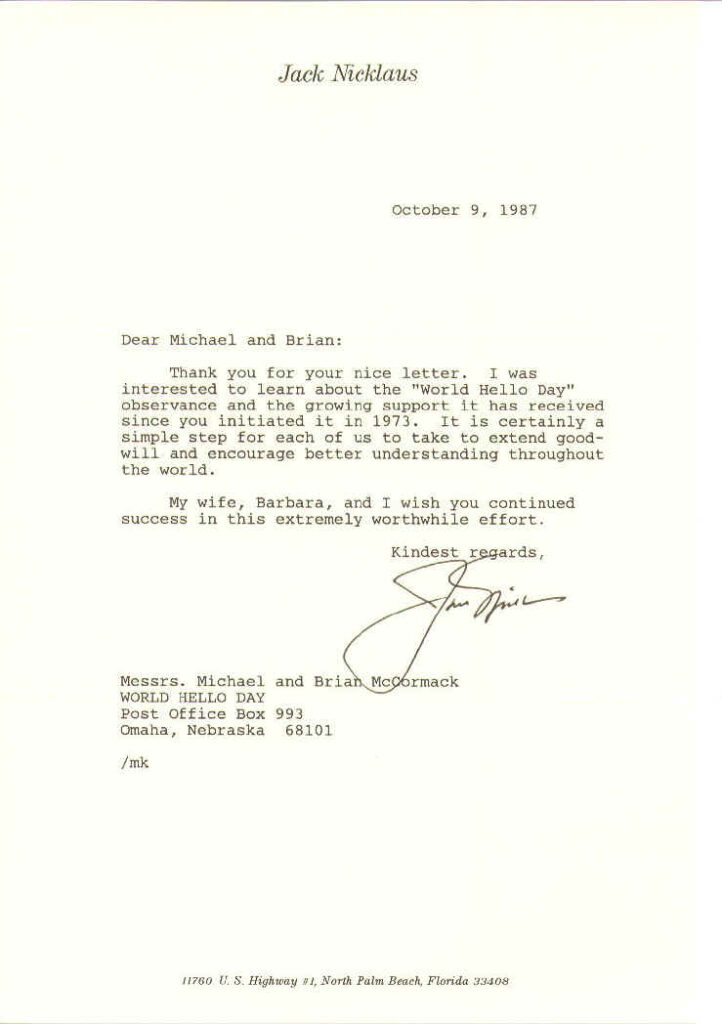 Jack Nicklaus
October 9, 1987
Dear Michael and Brian:
Thank you for your nice letter. I was
interested to learn about the "World Hello Day"
observance and the growing support it has received
since you initiated it in 1973. It is certainly a
simple step for each of us to take to extend good-
will and encourage better understanding throughout
the world.
My wife, Barbara, and I wish you continued
success in this extremely worthwhile effort.
Kindest regards,
Messrs. Michael and Brian McCormack
WORLD HELLO DAY
Post Office Box 993
Omaha, Nebraska 68101
/mk
11760 U. S. Highway #1, North Palm Beach, Florida 33408